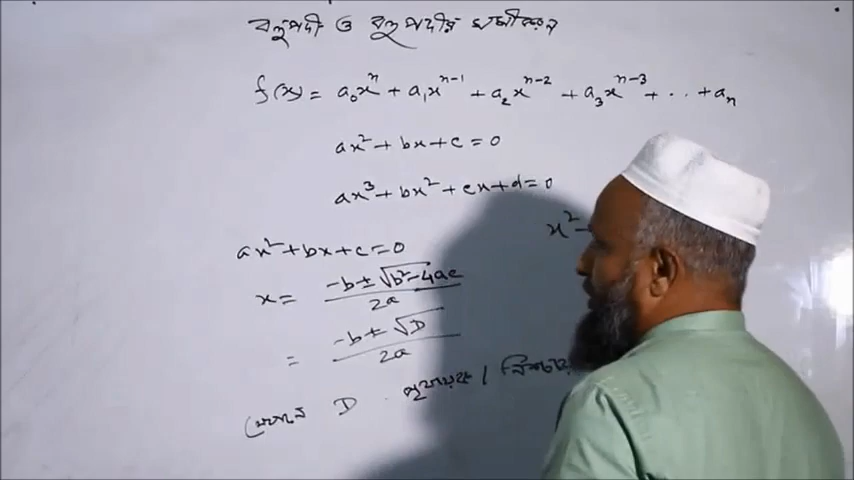 বহুপদী ও বহুপদীর সমীকরণ
f(x) = a₀xⁿ + a₁xⁿ⁻¹ + a₂xⁿ⁻² + a₃xⁿ⁻³ + .. + aₙ
ax² + bx + c = 0
ax³ + bx² + cx + d = 0
x² -
ax² + bx + c = 0
x = (-b ± √(b² - 4ac)) / 2a
= (-b ± √D) / 2a
যেখানে D . পৃথায়ক / নিশ্চায়